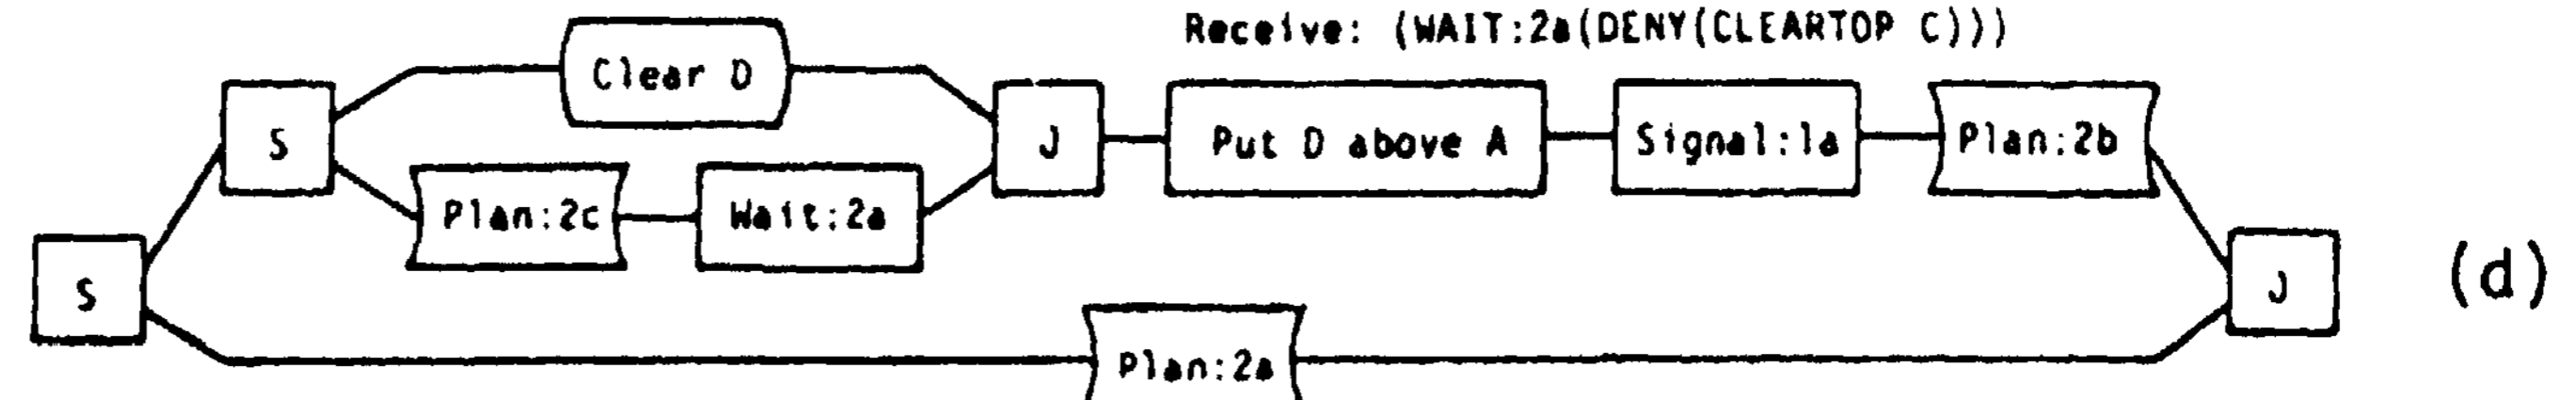 Receive: (WAIT:2a(DENY(CLEARTOP C)))
Clear D
S
J
Put D above A
Signal:1a
Plan:2b
Plan:2c
Wait:2a
S
J
(d)
Plan:2a